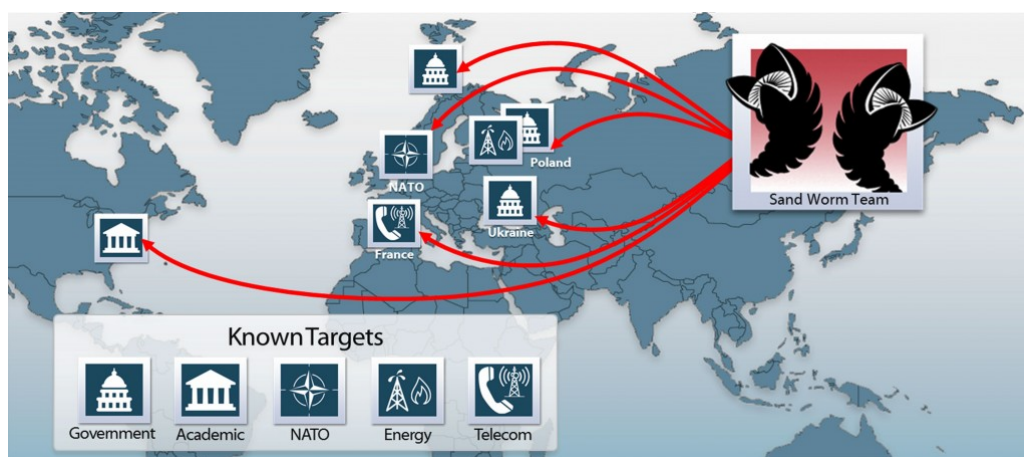 Sand Worm Team
Poland
NATO
Ukraine
France
Known Targets
Government
Academic
NATO
Energy
Telecom